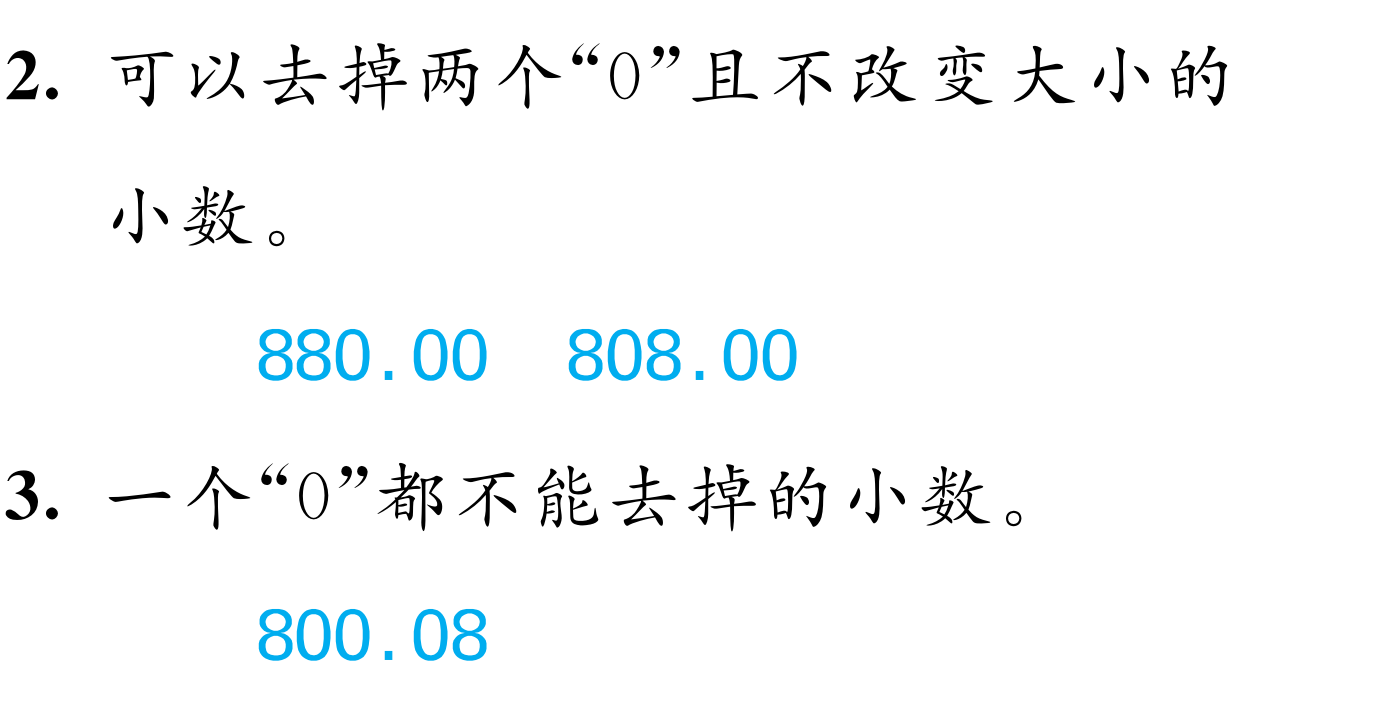 2. 可以去掉两个“0”且不改变大小的
小数。
880.00 808.00
3. 一个“0”都不能去掉的小数。
800.08